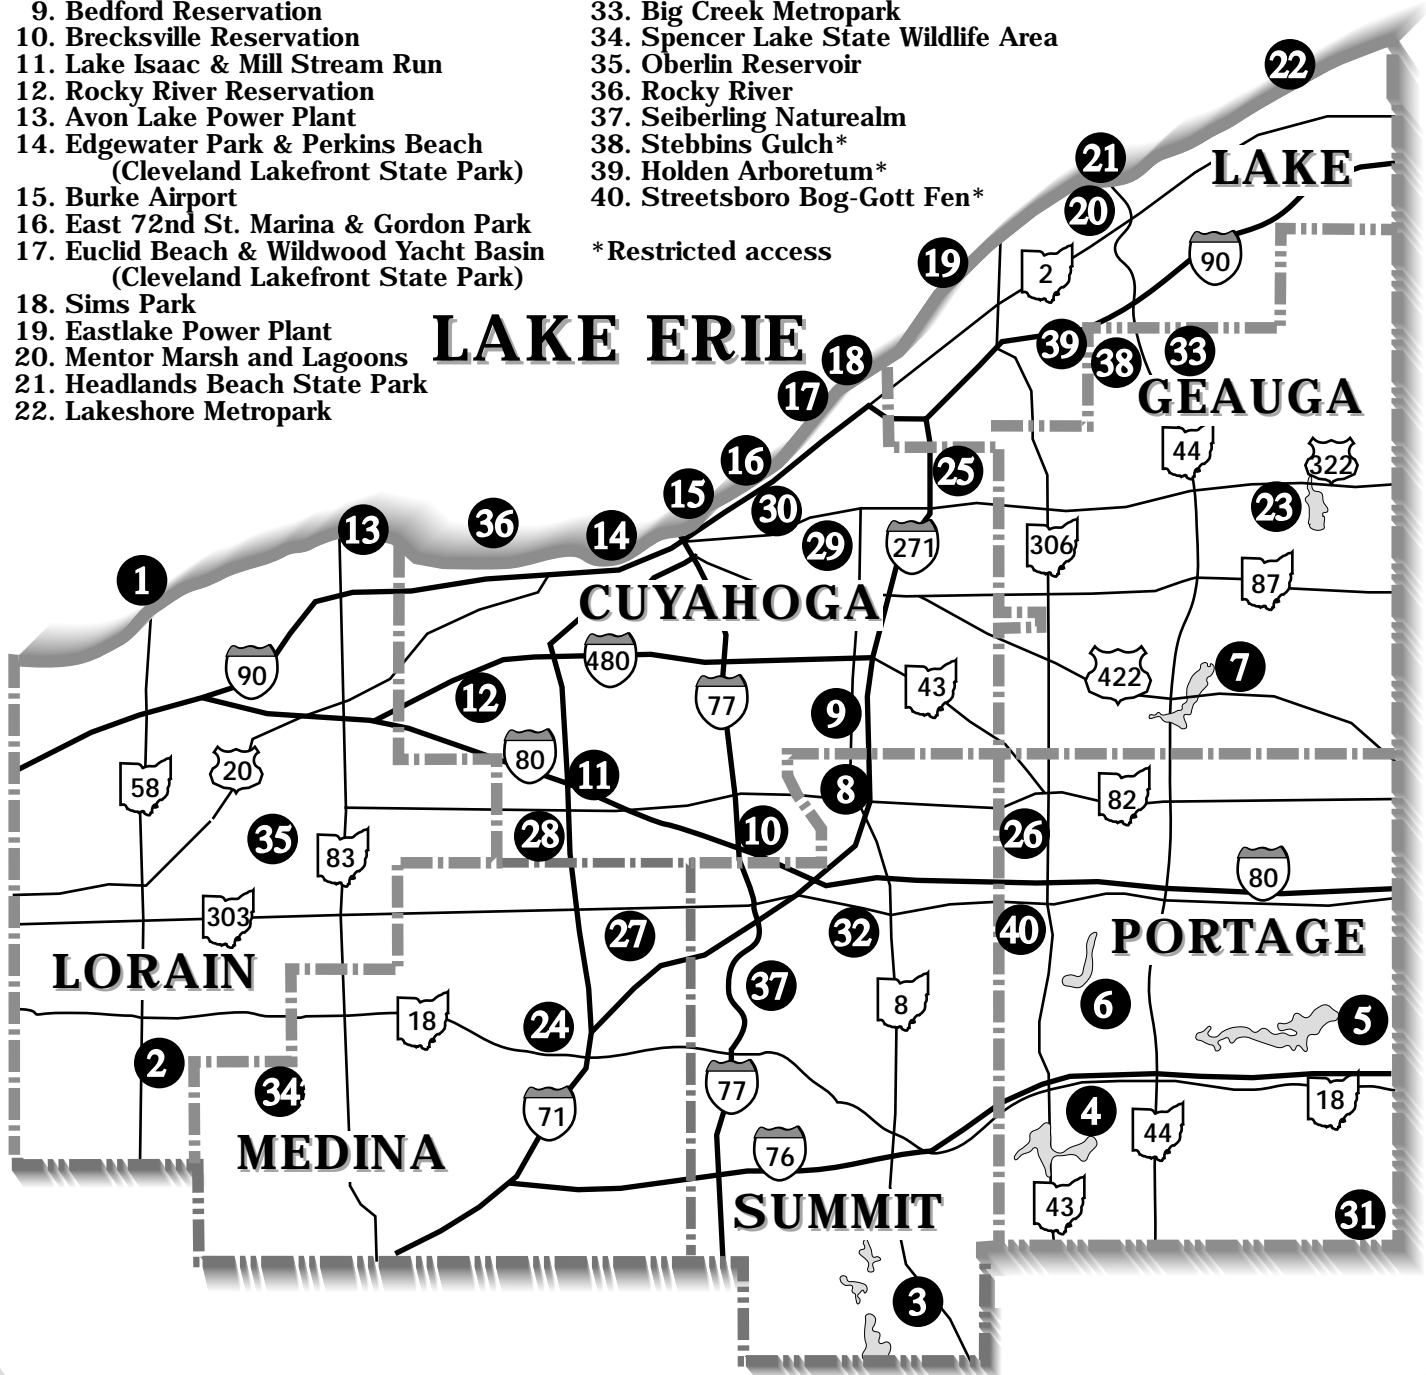 9. Bedford Reservation
10. Brecksville Reservation
11. Lake Isaac & Mill Stream Run
12. Rocky River Reservation
13. Avon Lake Power Plant
14. Edgewater Park & Perkins Beach
(Cleveland Lakefront State Park)
15. Burke Airport
16. East 72nd St. Marina & Gordon Park
17. Euclid Beach & Wildwood Yacht Basin
(Cleveland Lakefront State Park)
18. Sims Park
19. Eastlake Power Plant
20. Mentor Marsh and Lagoons
21. Headlands Beach State Park
22. Lakeshore Metropark
33. Big Creek Metropark
34. Spencer Lake State Wildlife Area
35. Oberlin Reservoir
36. Rocky River
37. Seiberling Naturealm
38. Stebbins Gulch*
39. Holden Arboretum*
40. Streetsboro Bog-Gott Fen*
*Restricted access
22
21
LAKE
20
19
2
90
LAKE ERIE
18
39
38
33
17
GEAUGA
16
25
44
322
15
30
23
13
36
14
29
271
306
1
CUYAHOGA
87
90
480
12
77
43
422
7
9
20
80
58
11
8
82
35
28
10
26
83
80
303
27
32
40
PORTAGE
LORAIN
37
6
18
24
8
5
2
34
77
71
4
44
18
MEDINA
76
SUMMIT
43
31
3